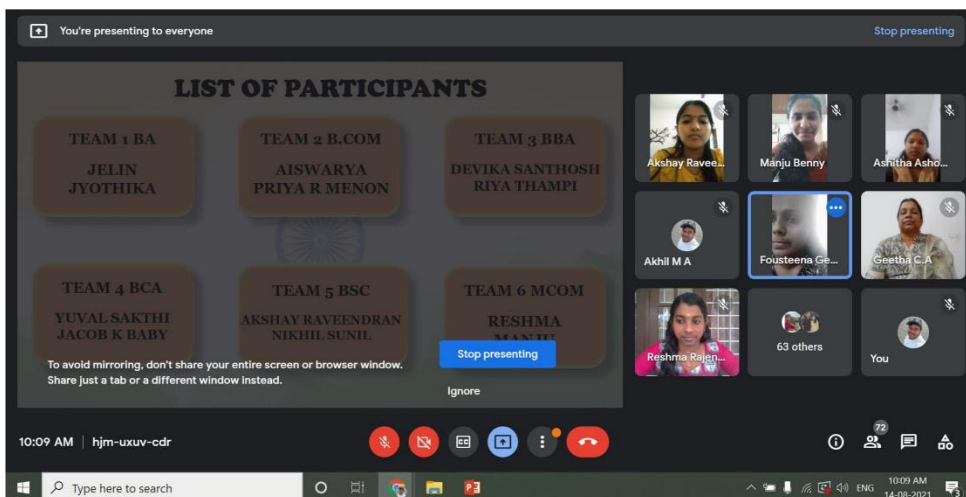 You're presenting to everyone
Stop presenting
LIST OF PARTICIPANTS
TEAM 1 BA
JELIN
JYOTHIKA
TEAM 2 B.COM
AISWARYA
PRIYA R MENON
TEAM 3 BBA
DEVIKA SANTHOSH
RIYA THAMPI
TEAM 4 BCA
YUVAL SAKTHI
JACOB K BABY
TEAM 5 BSC
AKSHAY RAVEENDRAN
NIKHIL SUNIL
TEAM 6 MCOM
RESHMA
MANJU
To avoid mirroring, don't share your entire screen or browser window.
Share just a tab or a different window instead.
Stop presenting
Ignore
Akshay Ravee...
Manju Benny
Ashitha Asho...
Akhil M A
Fousteena Ge...
Geetha C.A
Reshma Rajen...
63 others
You
10:09 AM | hjm-uxuv-cdr
CC
72
Type here to search
ENG
10:09 AM
14-08-2021
3